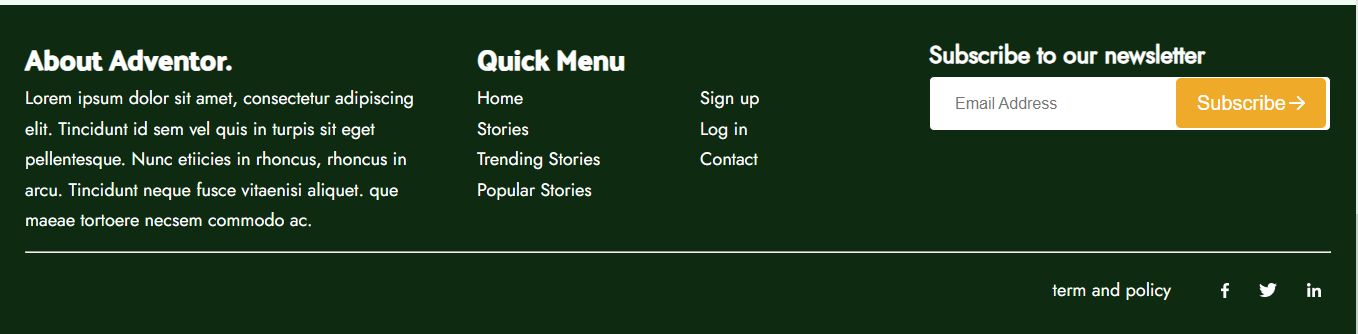 About Adventor.
Lorem ipsum dolor sit amet, consectetur adipiscing
elit. Tincidunt id sem vel quis in turpis sit eget
pellentesque. Nunc etiicies in rhoncus, rhoncus in
arcu. Tincidunt neque fusce vitaenisi aliquet. que
maeae tortoere necsem commodo ac.
Quick Menu
Home
Stories
Trending Stories
Popular Stories
Sign up
Log in
Contact
Subscribe to our newsletter
Email Address
Subscribe→
term and policy